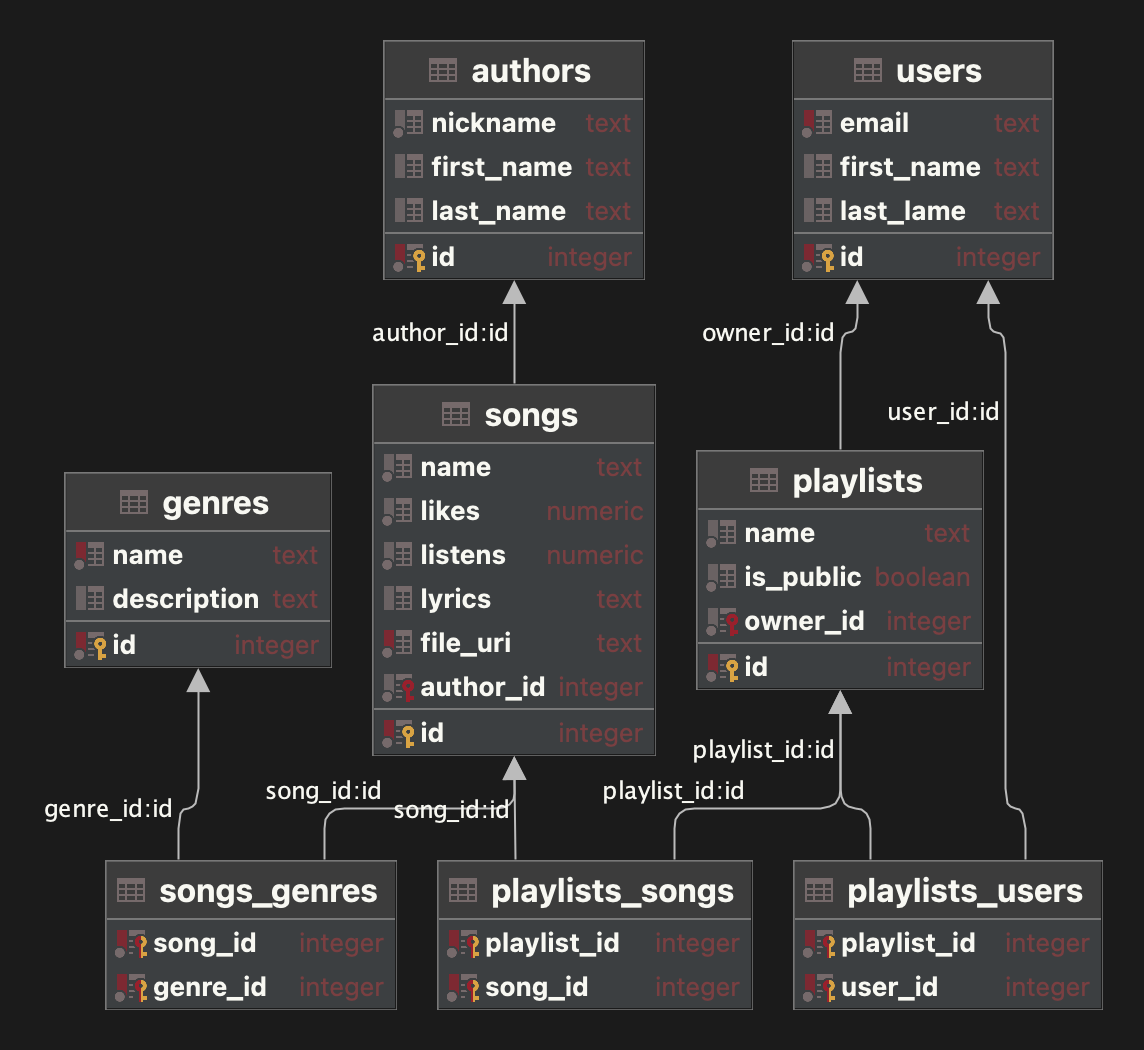 authors
nickname text
first_name text
last_name text
id integer
users
email text
first_name text
last_lame text
id integer
author_id:id
owner_id:id
user_id:id
songs
name text
likes numeric
listens numeric
lyrics text
file_uri text
author_id integer
id integer
genres
name text
description text
id integer
playlists
name text
is_public boolean
owner_id integer
id integer
genre_id:id
song_id:id
song_id:id
playlist_id:id
playlist_id:id
songs_genres
song_id integer
genre_id integer
playlists_songs
playlist_id integer
song_id integer
playlists_users
playlist_id integer
user_id integer